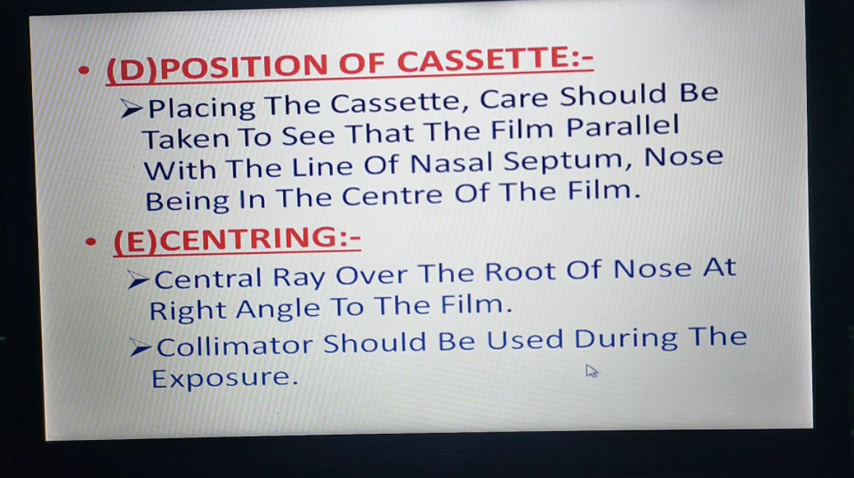 • (D)POSITION OF CASSETTE:-
➢Placing The Cassette, Care Should Be
Taken To See That The Film Parallel
With The Line Of Nasal Septum, Nose
Being In The Centre Of The Film.
• (E)CENTRING:-
➢Central Ray Over The Root Of Nose At
Right Angle To The Film.
➢Collimator Should Be Used During The
Exposure.